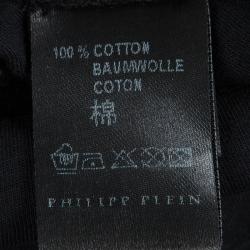 100 % COTTON
BAUMWOLLE
COTON
棉
PHILIPP PLEIN